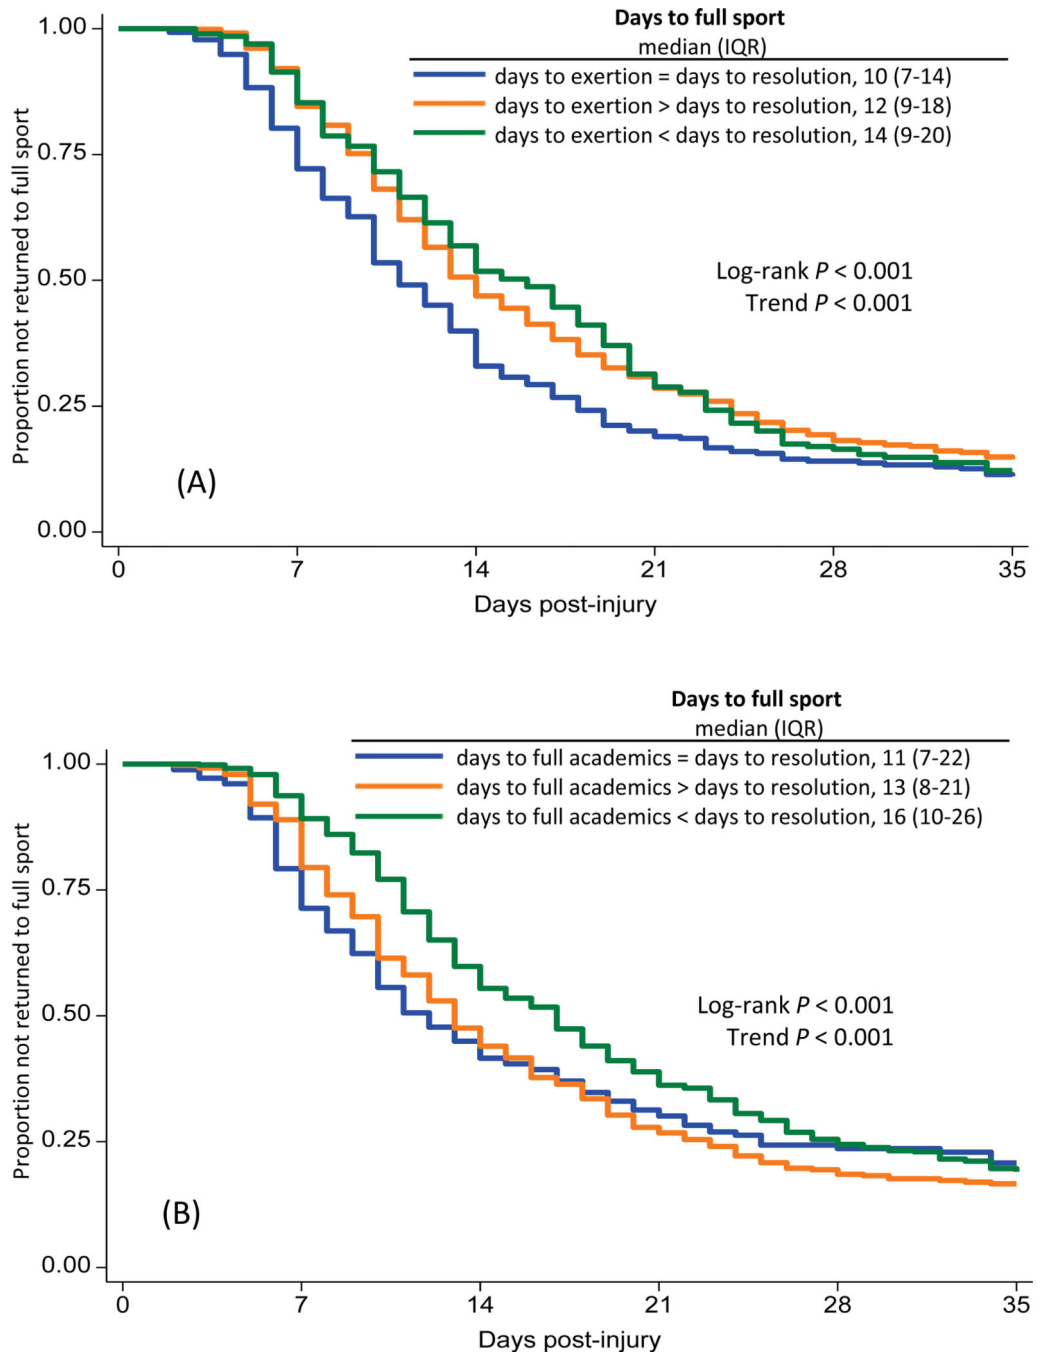 Days to full sport
median (IQR)
days to exertion = days to resolution, 10 (7-14)
days to exertion > days to resolution, 12 (9-18)
days to exertion < days to resolution, 14 (9-20)
Proportion not returned to full sport
1.00
0.75
0.50
0.25
0.00
Log-rank P < 0.001
Trend P < 0.001
(A)
0 7 14 21 28 35
Days post-injury
Days to full sport
median (IQR)
days to full academics = days to resolution, 11 (7-22)
days to full academics > days to resolution, 13 (8-21)
days to full academics < days to resolution, 16 (10-26)
Proportion not returned to full sport
1.00
0.75
0.50
0.25
0.00
Log-rank P < 0.001
Trend P < 0.001
(B)
0 7 14 21 28 35
Days post-injury